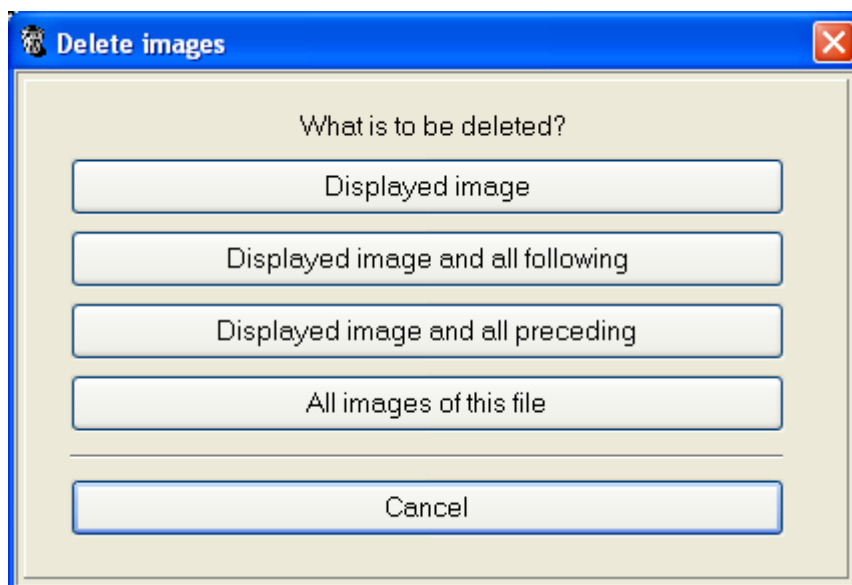 Delete images
What is to be deleted?
Displayed image
Displayed image and all following
Displayed image and all preceding
All images of this file
Cancel